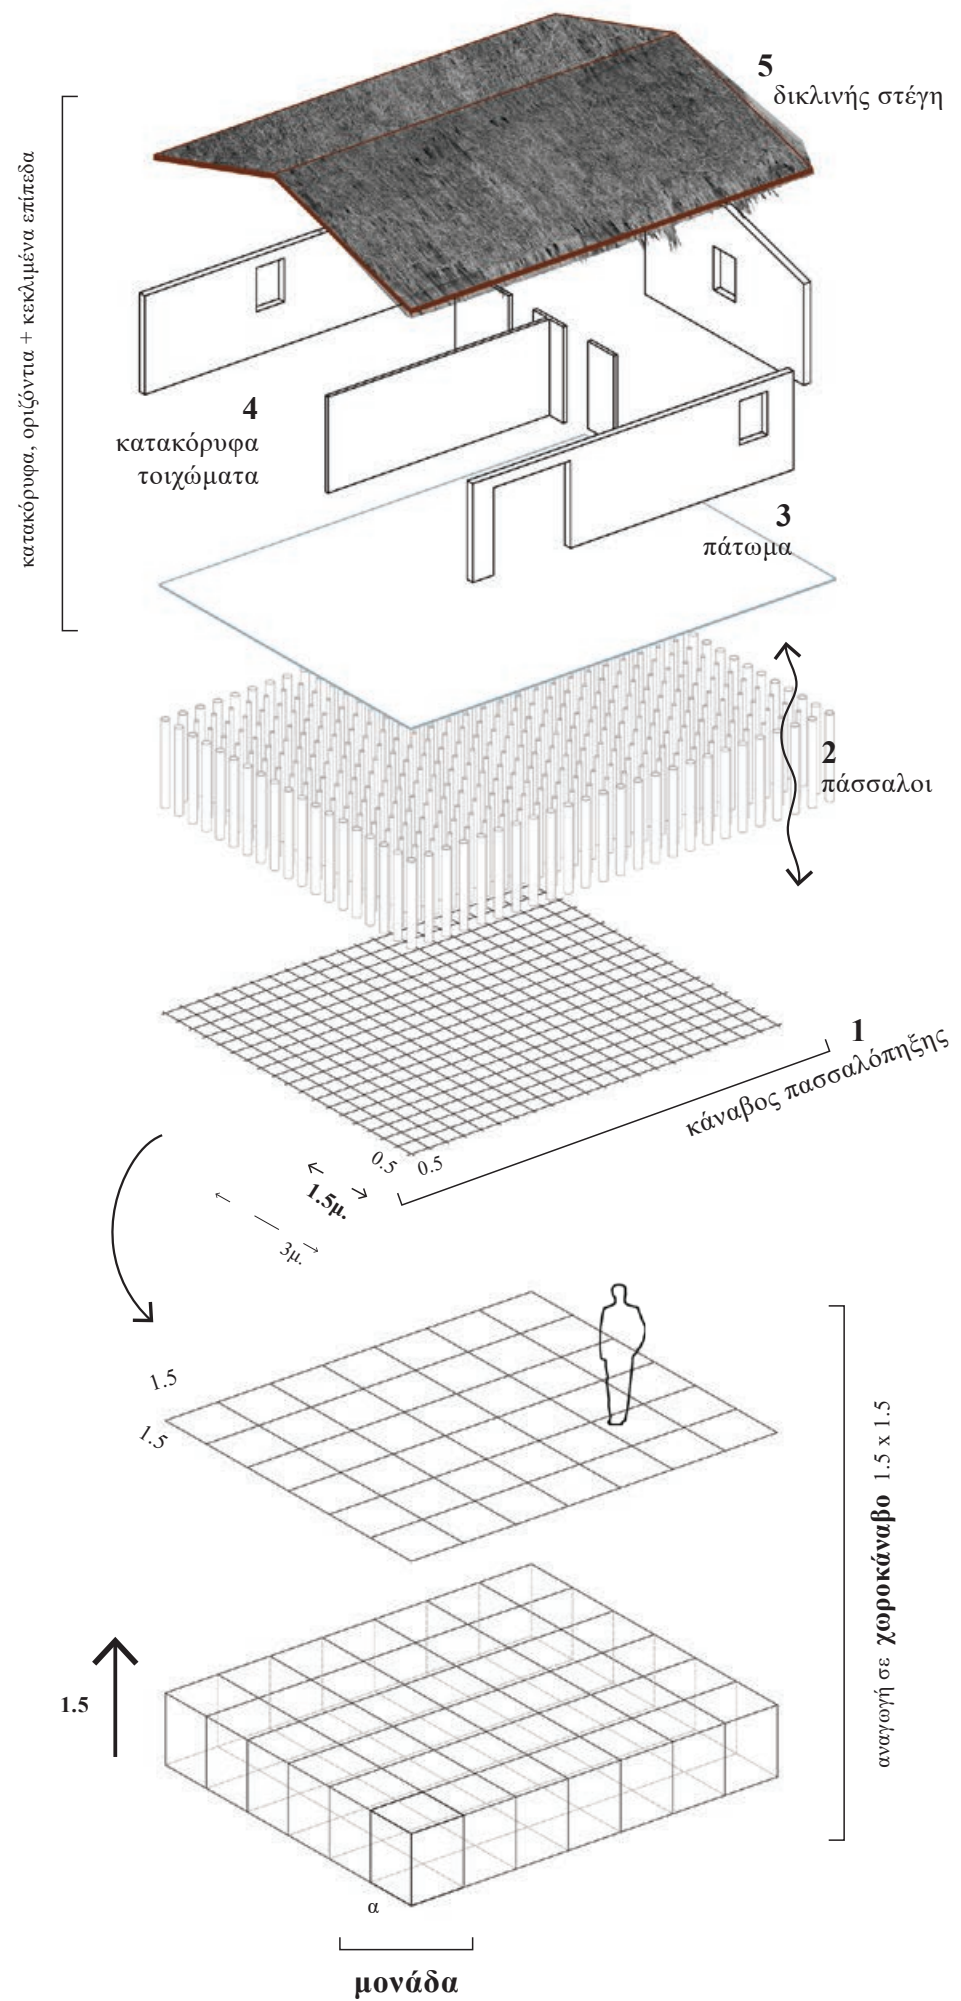 5
δικλινής στέγη
κατακόρυφα, οριζόντια + κεκλιμένα επίπεδα
4
κατακόρυφα
τοιχώματα
3
πάτωμα
2
πάσσαλοι
1
κάναβος πασσαλόπηξης
0.5
0.5
1.5μ.
3μ.
1.5
1.5
αναγωγή σε χωροκάναβο 1.5 x 1.5
1.5
α
μονάδα